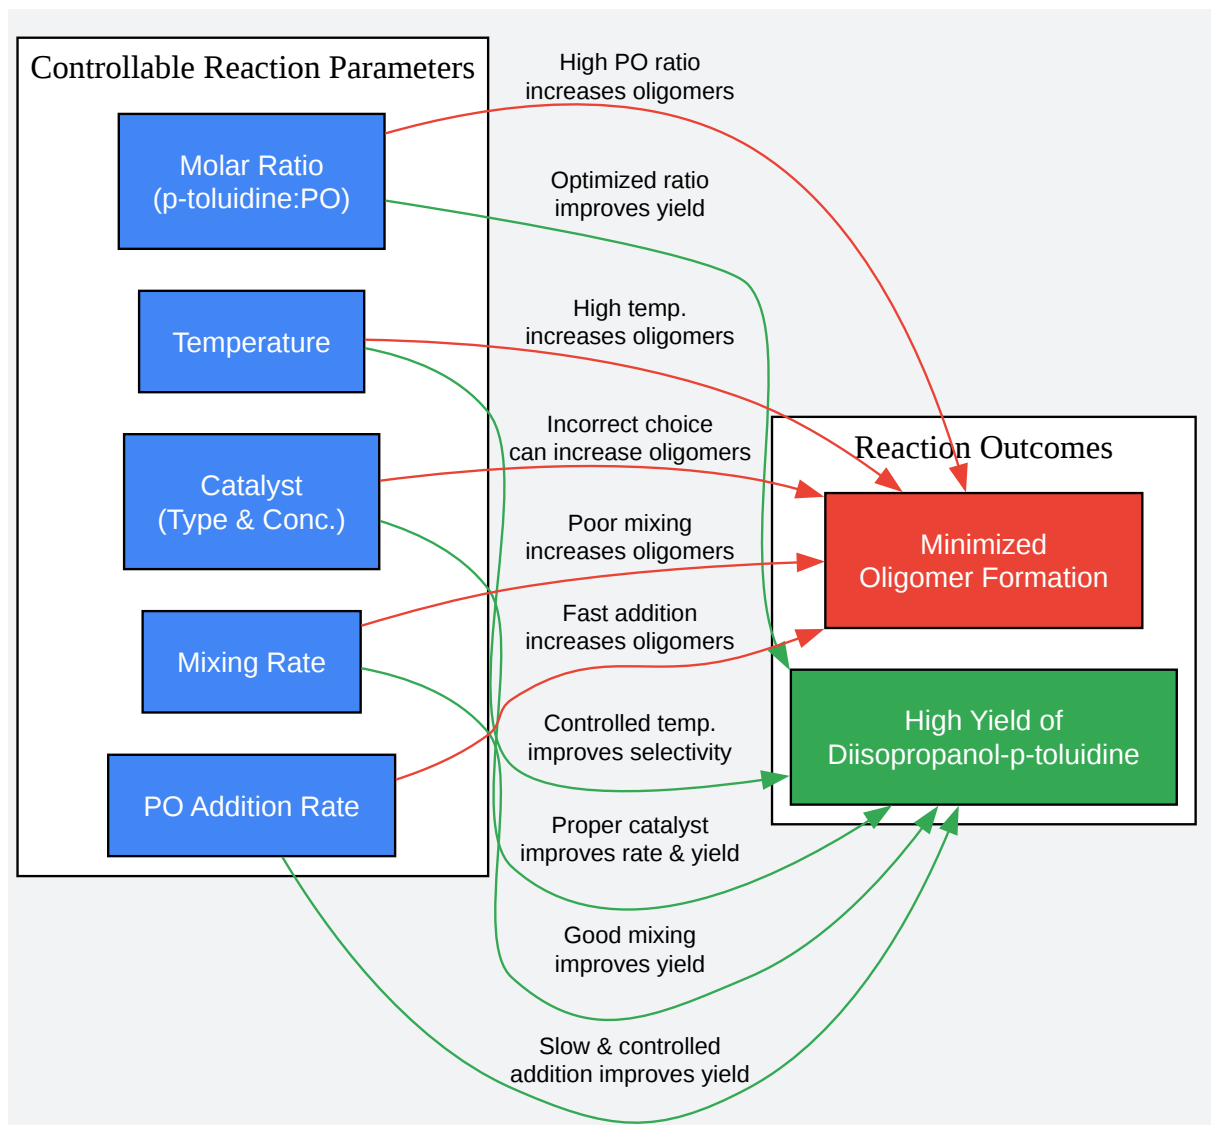 Controllable Reaction Parameters
Molar Ratio
(p-toluidine:PO)
Temperature
Catalyst
(Type & Conc.)
Mixing Rate
PO Addition Rate
High PO ratio
increases oligomers
Optimized ratio
improves yield
High temp.
increases oligomers
Incorrect choice
can increase oligomers
Poor mixing
increases oligomers
Fast addition
increases oligomers
Controlled temp.
improves selectivity
Proper catalyst
improves rate & yield
Good mixing
improves yield
Slow & controlled
addition improves yield
Reaction Outcomes
Minimized
Oligomer Formation
High Yield of
Diisopropanol-p-toluidine